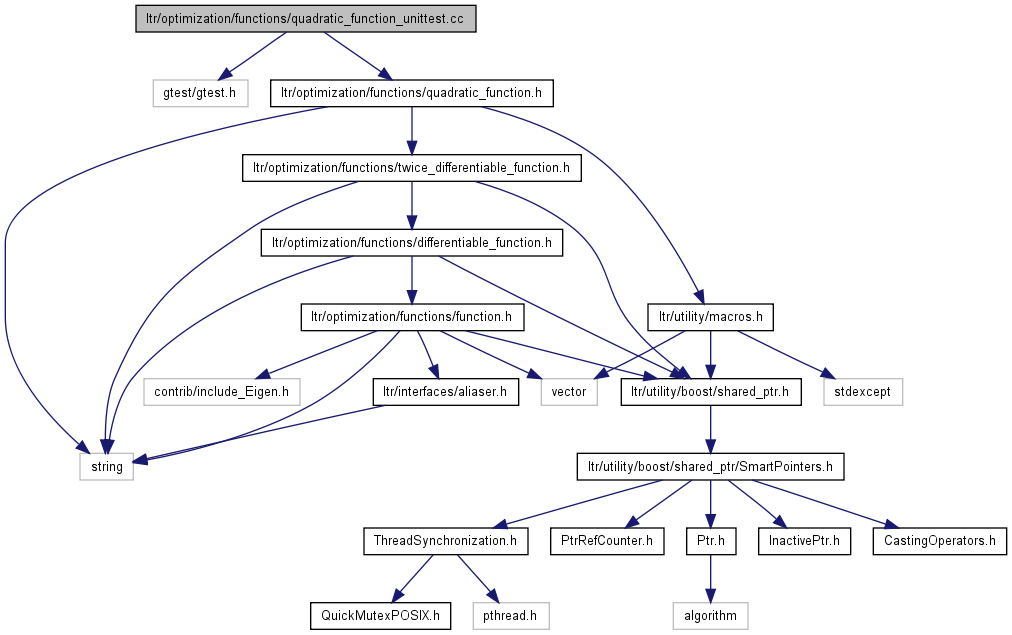 ltr/optimization/functions/quadratic_function_unittest.cc
gtest/gtest.h
ltr/optimization/functions/quadratic_function.h
ltr/optimization/functions/twice_differentiable_function.h
ltr/optimization/functions/differentiable_function.h
ltr/optimization/functions/function.h
ltr/utility/macros.h
contrib/include_Eigen.h
ltr/interfaces/aliaser.h
vector
ltr/utility/boost/shared_ptr.h
stdexcept
string
ltr/utility/boost/shared_ptr/SmartPointers.h
ThreadSynchronization.h
PtrRefCounter.h
Ptr.h
InactivePtr.h
CastingOperators.h
QuickMutexPOSIX.h
pthread.h
algorithm